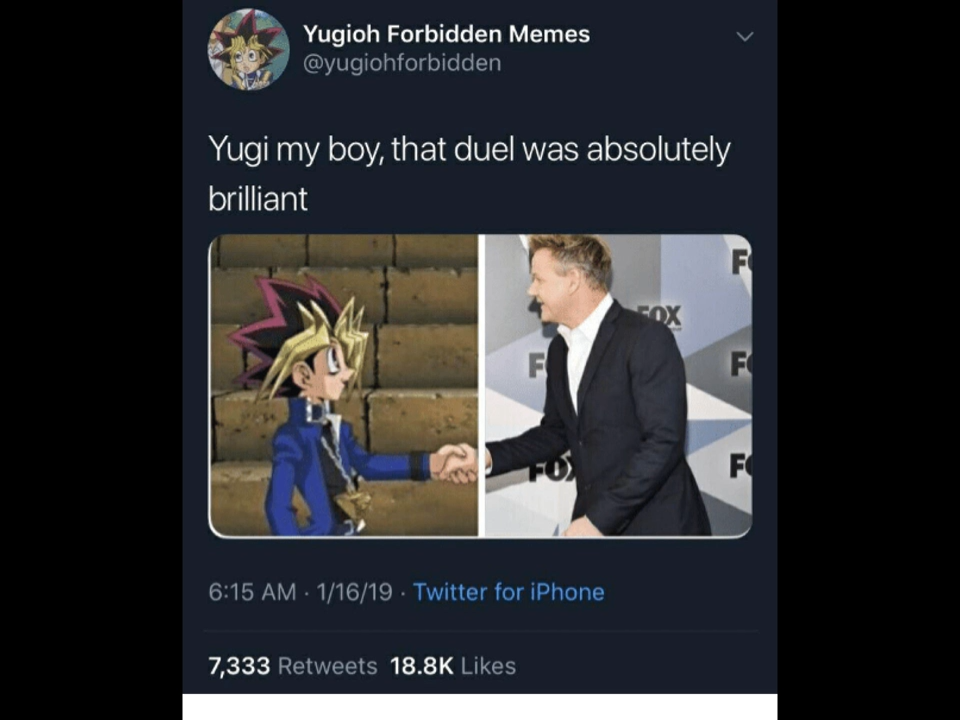 Yugioh Forbidden Memes
@yugiohforbidden
Yugi my boy, that duel was absolutely
brilliant
FOX
6:15 AM · 1/16/19 · Twitter for iPhone
7,333 Retweets 18.8K Likes